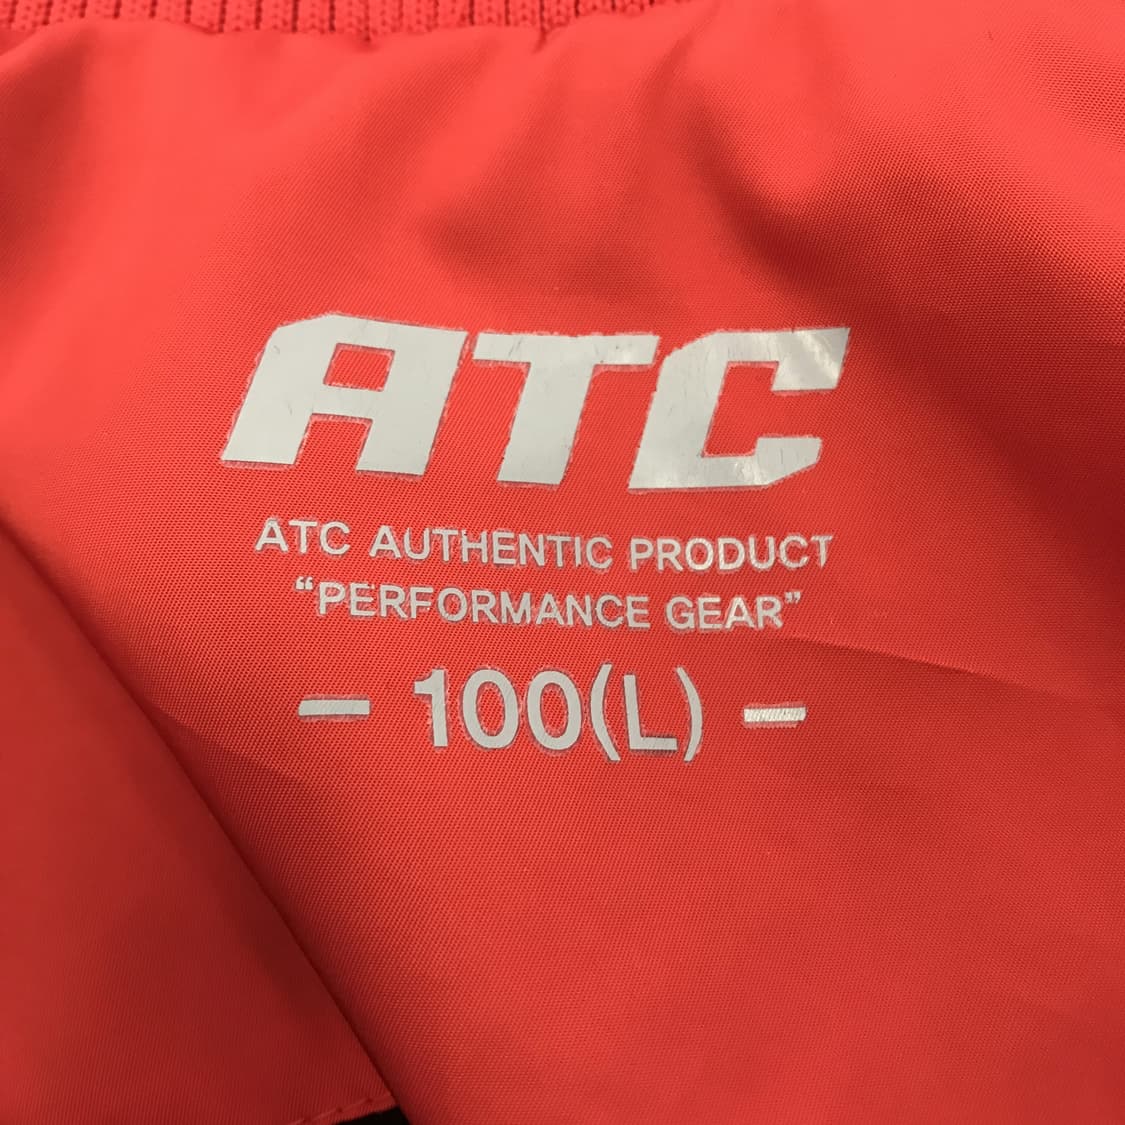 ATC
ATC AUTHENTIC PRODUCT
“PERFORMANCE GEAR”
– 100(L) –